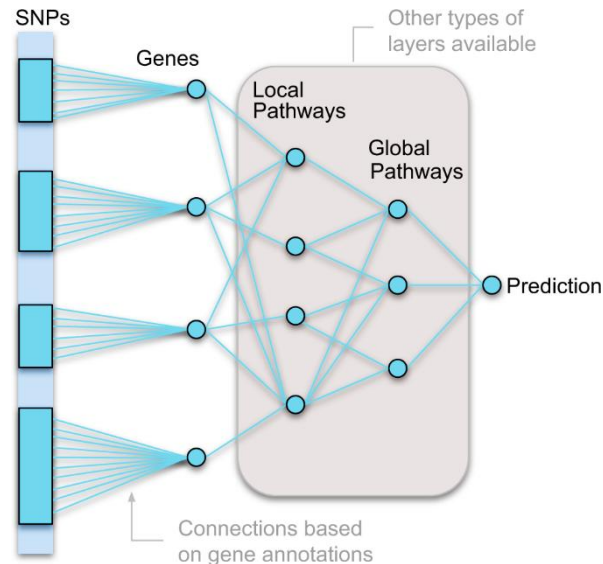 SNPs
Other types of
layers available
Genes
Local
Pathways
Global
Pathways
Prediction
Connections based
on gene annotations